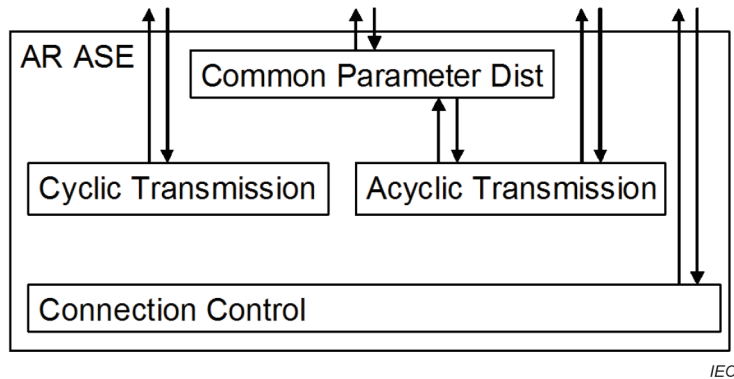 AR ASE
Common Parameter Dist
Cyclic Transmission
Acyclic Transmission
Connection Control
IEC